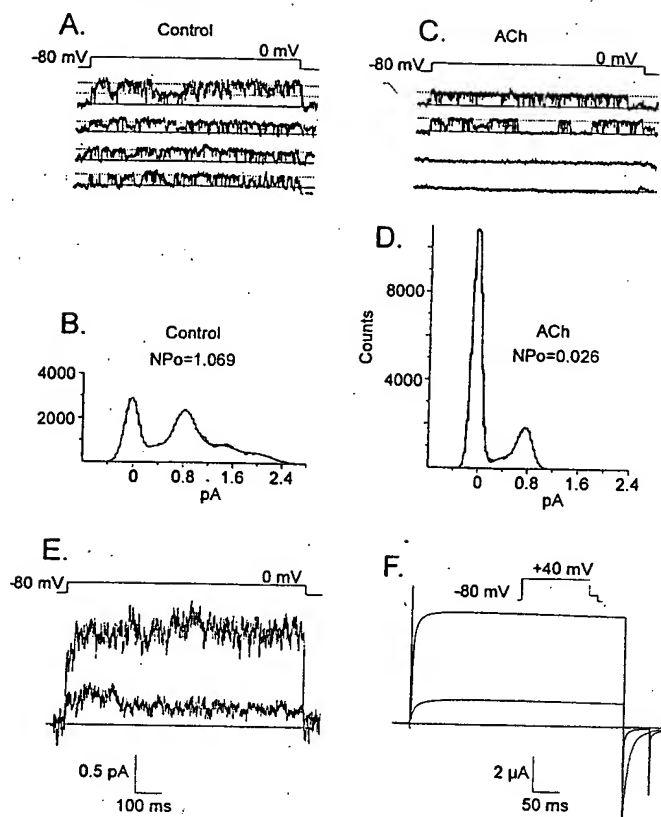 A.
Control
-80 mV
0 mV
C.
ACh
-80 mV
0 mV
B.
Control
NPo=1.069
4000
2000
0 0.8 1.6 2.4
pA
D.
Counts
8000
4000
ACh
NPo=0.026
0 0.8 1.6 2.4
pA
E.
-80 mV
0 mV
0.5 pA
100 ms
F.
+40 mV
-80 mV
2 µA
50 ms